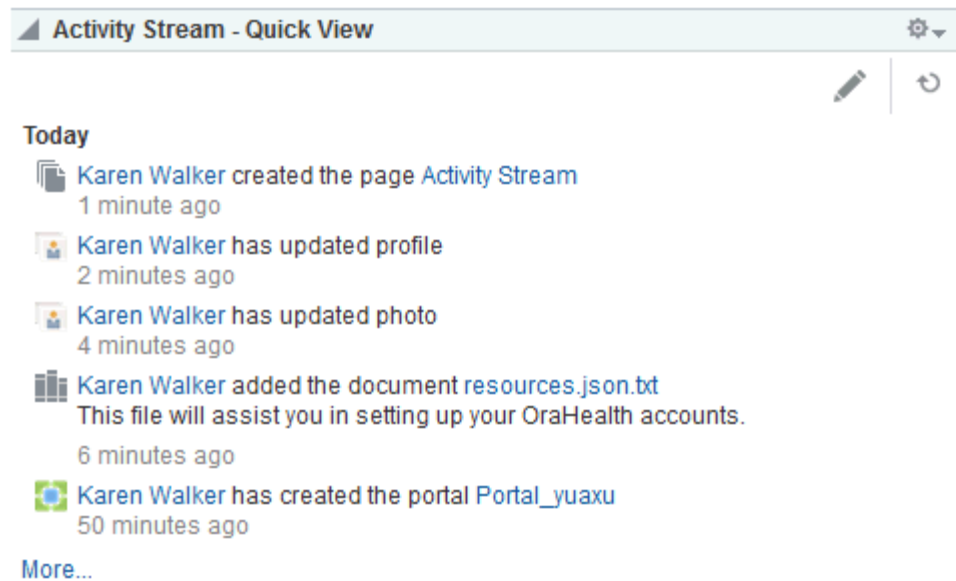 Activity Stream - Quick View
Today
Karen Walker created the page Activity Stream
1 minute ago
Karen Walker has updated profile
2 minutes ago
Karen Walker has updated photo
4 minutes ago
Karen Walker added the document resources.json.txt
This file will assist you in setting up your OraHealth accounts.
6 minutes ago
Karen Walker has created the portal Portal_yuaxu
50 minutes ago
More...